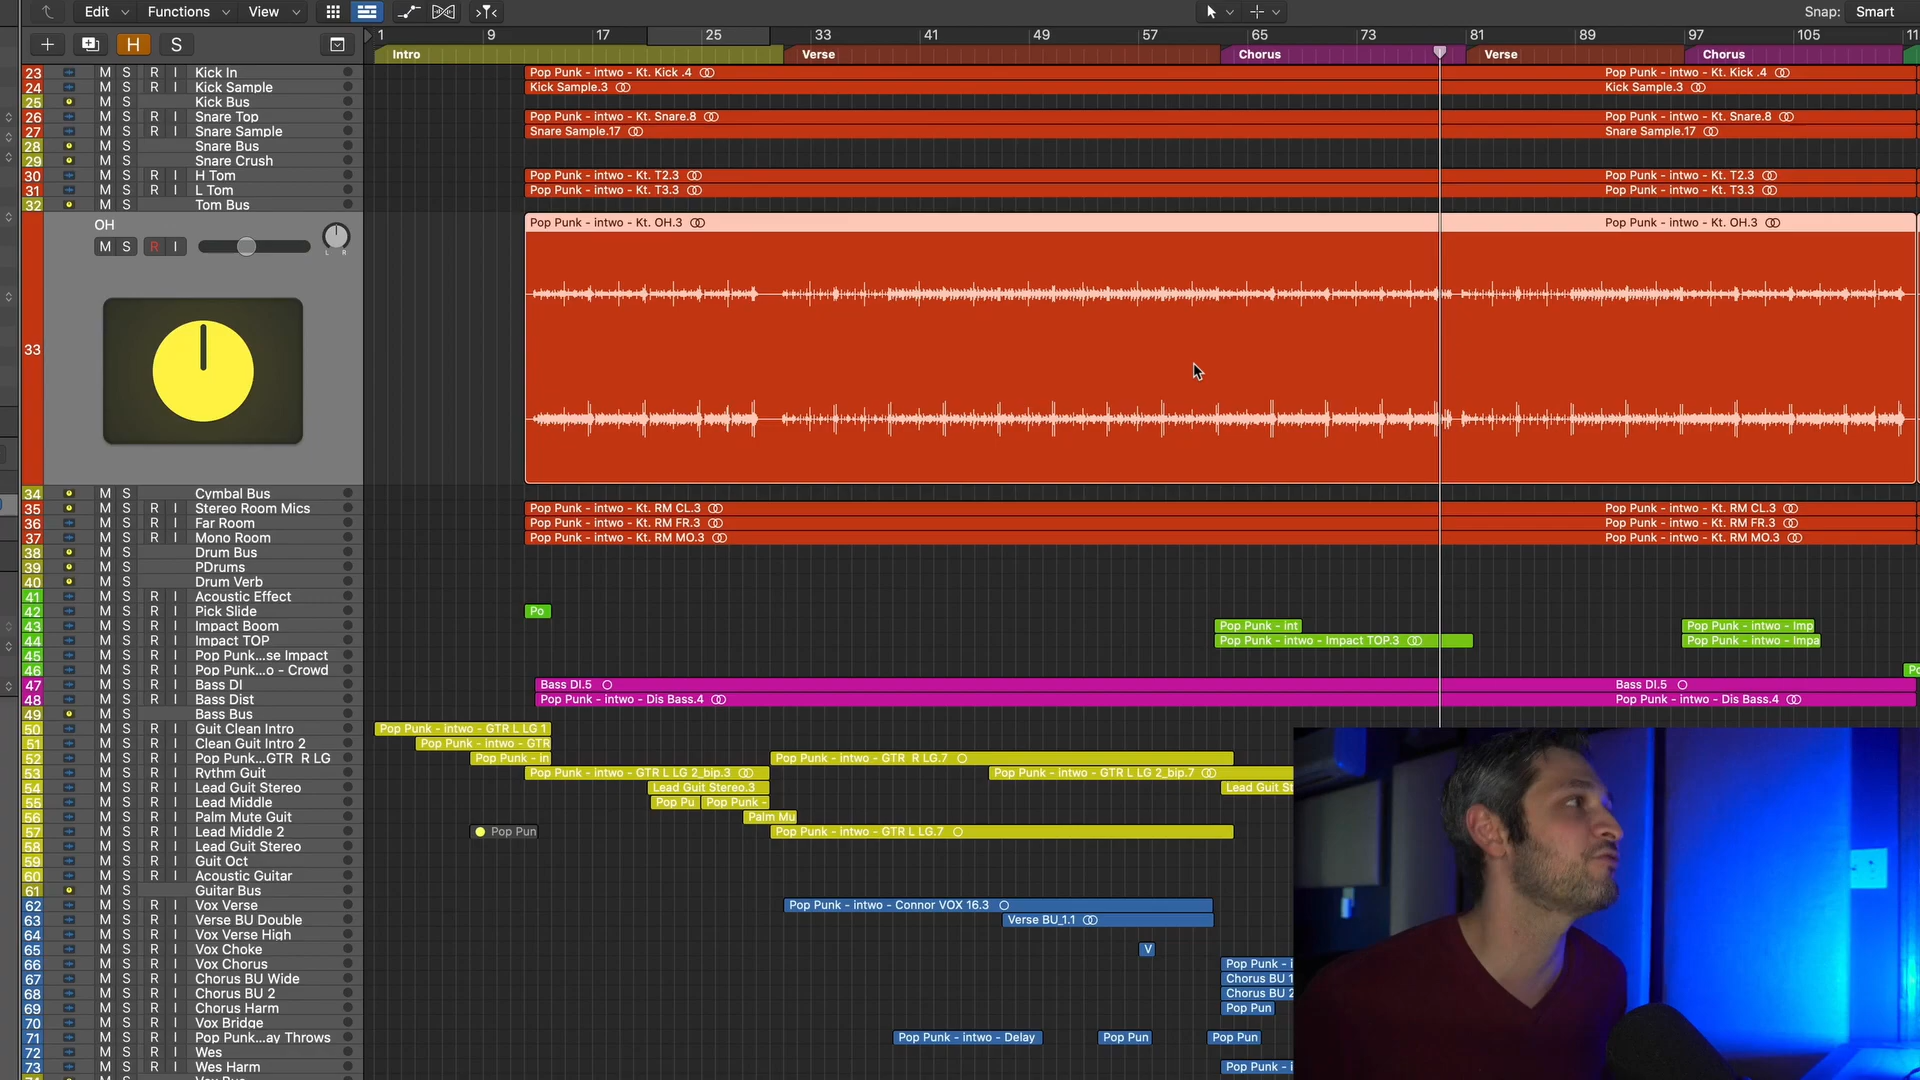 Edit Functions View Snap: Smart
H S 1 9 17 25 33 41 49 57 65 73 81 89 97 105
Intro Verse Chorus Verse Chorus
23 M S R I Kick In Pop Punk - intwo - Kt. Kick .4 Pop Punk - intwo - Kt. Kick .4
24 M S R I Kick Sample Kick Sample.3 Kick Sample.3
25 M S Kick Bus
26 M S R I Snare Top Pop Punk - intwo - Kt. Snare.8 Pop Punk - intwo - Kt. Snare.8
27 M S R I Snare Sample Snare Sample.17 Snare Sample.17
28 M S Snare Bus
29 M S Snare Crush
30 M S R I H Tom Pop Punk - intwo - Kt. T2.3 Pop Punk - intwo - Kt. T2.3
31 M S R I L Tom Pop Punk - intwo - Kt. T3.3 Pop Punk - intwo - Kt. T3.3
32 M S Tom Bus
OH Pop Punk - intwo - Kt. OH.3 Pop Punk - intwo - Kt. OH.3
M S R I L R
33
34 M S Cymbal Bus
35 M S R I Stereo Room Mics Pop Punk - intwo - Kt. RM CL.3 Pop Punk - intwo - Kt. RM CL.3
36 M S R I Far Room Pop Punk - intwo - Kt. RM FR.3 Pop Punk - intwo - Kt. RM FR.3
37 M S R I Mono Room Pop Punk - intwo - Kt. RM MO.3 Pop Punk - intwo - Kt. RM MO.3
38 M S Drum Bus
39 M S PDrums
40 M S Drum Verb
41 M S R I Acoustic Effect
42 M S R I Pick Slide Po
43 M S R I Impact Boom Pop Punk - int Pop Punk - intwo - Imp
44 M S R I Impact TOP Pop Punk - intwo - Impact TOP.3 Pop Punk - intwo - Impa
45 M S R I Pop Punk...se Impact
46 M S R I Pop Punk...o - Crowd Po
47 M S R I Bass DI Bass DI.5 Bass DI.5
48 M S R I Bass Dist Pop Punk - intwo - Dis Bass.4 Pop Punk - intwo - Dis Bass.4
49 M S Bass Bus
50 M S R I Guit Clean Intro Pop Punk - intwo - GTR L LG 1
51 M S R I Clean Guit Intro 2 Pop Punk - intwo - GTR
52 M S R I Pop Punk...GTR R LG Pop Punk - in Pop Punk - intwo - GTR R LG.7
53 M S R I Rythm Guit Pop Punk - intwo - GTR L LG 2_bip.3 Pop Punk - intwo - GTR L LG 2_bip.7
54 M S R I Lead Guit Stereo Lead Guit Stereo.3 Lead Guit St
55 M S R I Lead Middle Pop Pu Pop Punk -
56 M S R I Palm Mute Guit Palm Mu
57 M S R I Lead Middle 2 Pop Pun Pop Punk - intwo - GTR L LG.7
58 M S R I Lead Guit Stereo
59 M S R I Guit Oct
60 M S R I Acoustic Guitar
61 M S Guitar Bus
62 M S R I Vox Verse Pop Punk - intwo - Connor VOX 16.3
63 M S R I Verse BU Double Verse BU_1.1
64 M S R I Vox Verse High
65 M S R I Vox Choke V
66 M S R I Vox Chorus Pop Punk - i
67 M S R I Chorus BU Wide Chorus BU 1
68 M S R I Chorus BU 2 Chorus BU 2
69 M S R I Chorus Harm Pop Pun
70 M S R I Vox Bridge
71 M S R I Pop Punk...ay Throws Pop Punk - intwo - Delay Pop Pun Pop Pun
72 M S R I Wes
73 M S R I Wes Harm Pop Punk - i